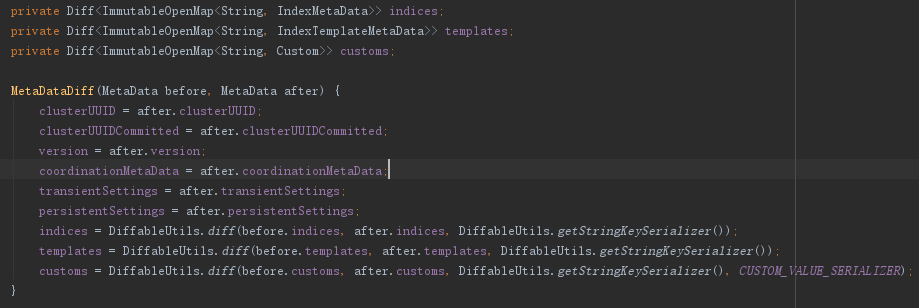 private Diff<ImmutableOpenMap<String, IndexMetaData>> indices;
private Diff<ImmutableOpenMap<String, IndexTemplateMetaData>> templates;
private Diff<ImmutableOpenMap<String, Custom>> customs;
MetaDataDiff(MetaData before, MetaData after) {
clusterUUID = after.clusterUUID;
clusterUUIDCommitted = after.clusterUUIDCommitted;
version = after.version;
coordinationMetaData = after.coordinationMetaData;
transientSettings = after.transientSettings;
persistentSettings = after.persistentSettings;
indices = DiffableUtils.diff(before.indices, after.indices, DiffableUtils.getStringKeySerializer());
templates = DiffableUtils.diff(before.templates, after.templates, DiffableUtils.getStringKeySerializer());
customs = DiffableUtils.diff(before.customs, after.customs, DiffableUtils.getStringKeySerializer(), CUSTOM_VALUE_SERIALIZER);
}